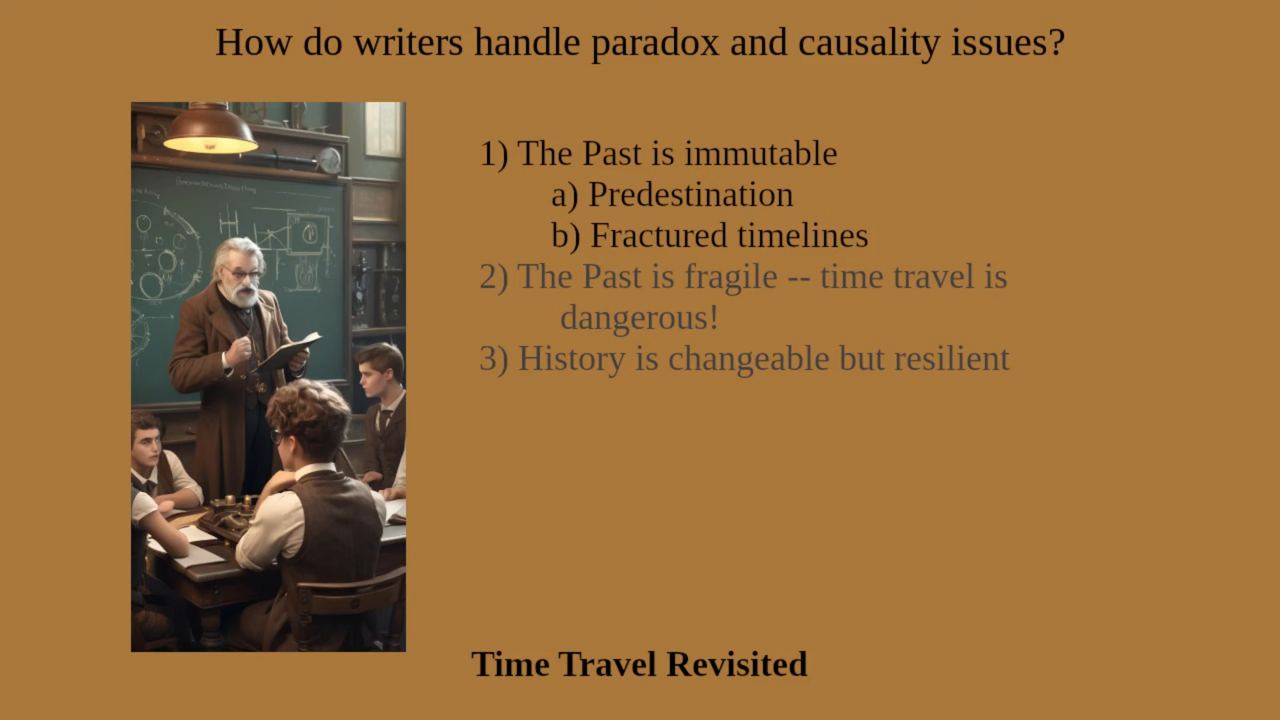 How do writers handle paradox and causality issues?
1) The Past is immutable
a) Predestination
b) Fractured timelines
2) The Past is fragile -- time travel is
dangerous!
3) History is changeable but resilient
Time Travel Revisited